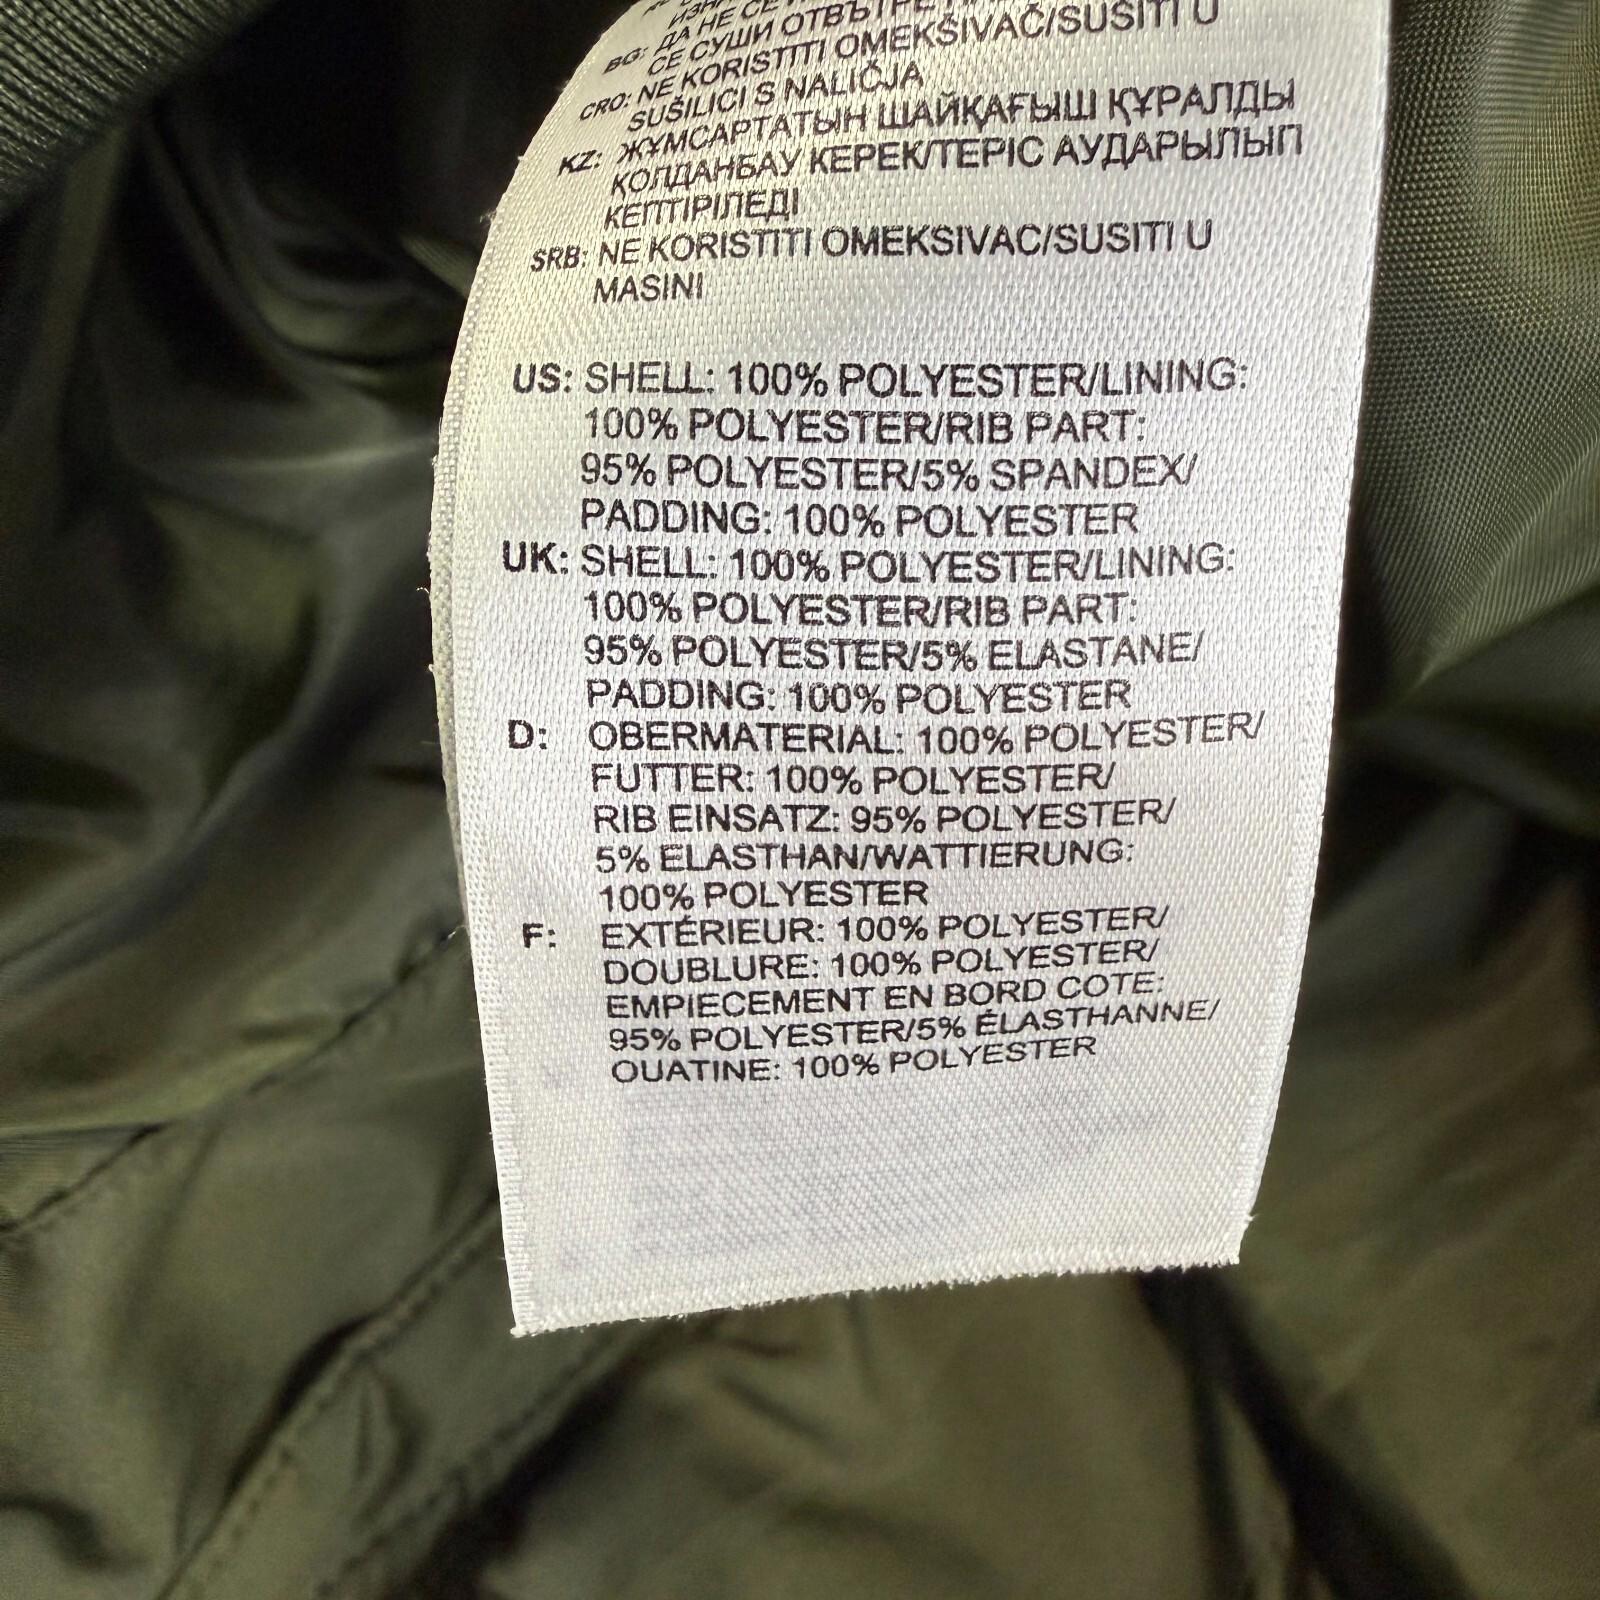 BG: ДА НЕ СЕ
СЕ СУШИ
CRO: NE KORISTITI OMEKŠIVAČ/SUŠITI U
SUŠILICI S NALIČJA
KZ: ЖҰМСАРТАТЫН ШАЙҚАҒЫШ ҚҰРАЛДЫ
ҚОЛДАНБАУ КЕРЕК/ТЕРІС АУДАРЫЛЫП
КЕПТІРІЛЕДІ
SRB: NE KORISTITI OMEKSIVAC/SUSITI U
MASINI
US: SHELL: 100% POLYESTER/LINING:
100% POLYESTER/RIB PART:
95% POLYESTER/5% SPANDEX/
PADDING: 100% POLYESTER
UK: SHELL: 100% POLYESTER/LINING:
100% POLYESTER/RIB PART:
95% POLYESTER/5% ELASTANE/
PADDING: 100% POLYESTER
D: OBERMATERIAL: 100% POLYESTER/
FUTTER: 100% POLYESTER/
RIB EINSATZ: 95% POLYESTER/
5% ELASTHAN/WATTIERUNG:
100% POLYESTER
F: EXTÉRIEUR: 100% POLYESTER/
DOUBLURE: 100% POLYESTER/
EMPIECEMENT EN BORD COTE:
95% POLYESTER/5% ÉLASTHANNE/
OUATINE: 100% POLYESTER